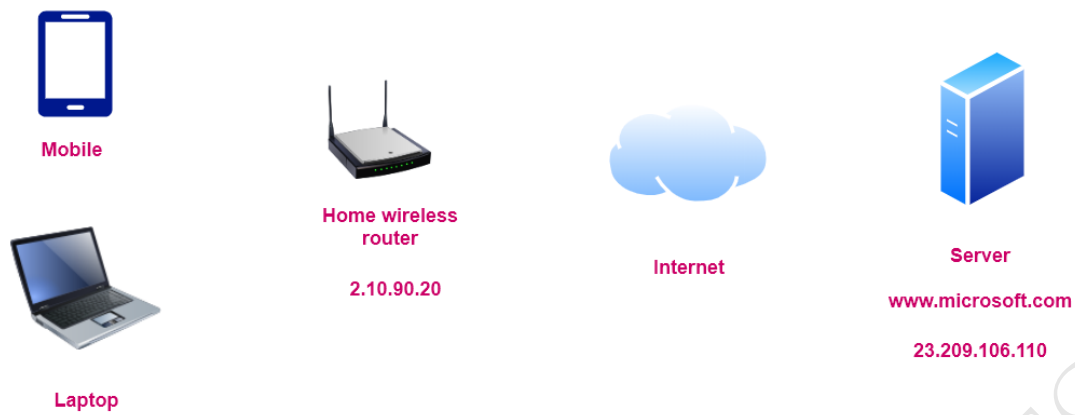 Mobile
Home wireless
router
2.10.90.20
Internet
Server
www.microsoft.com
23.209.106.110
Laptop